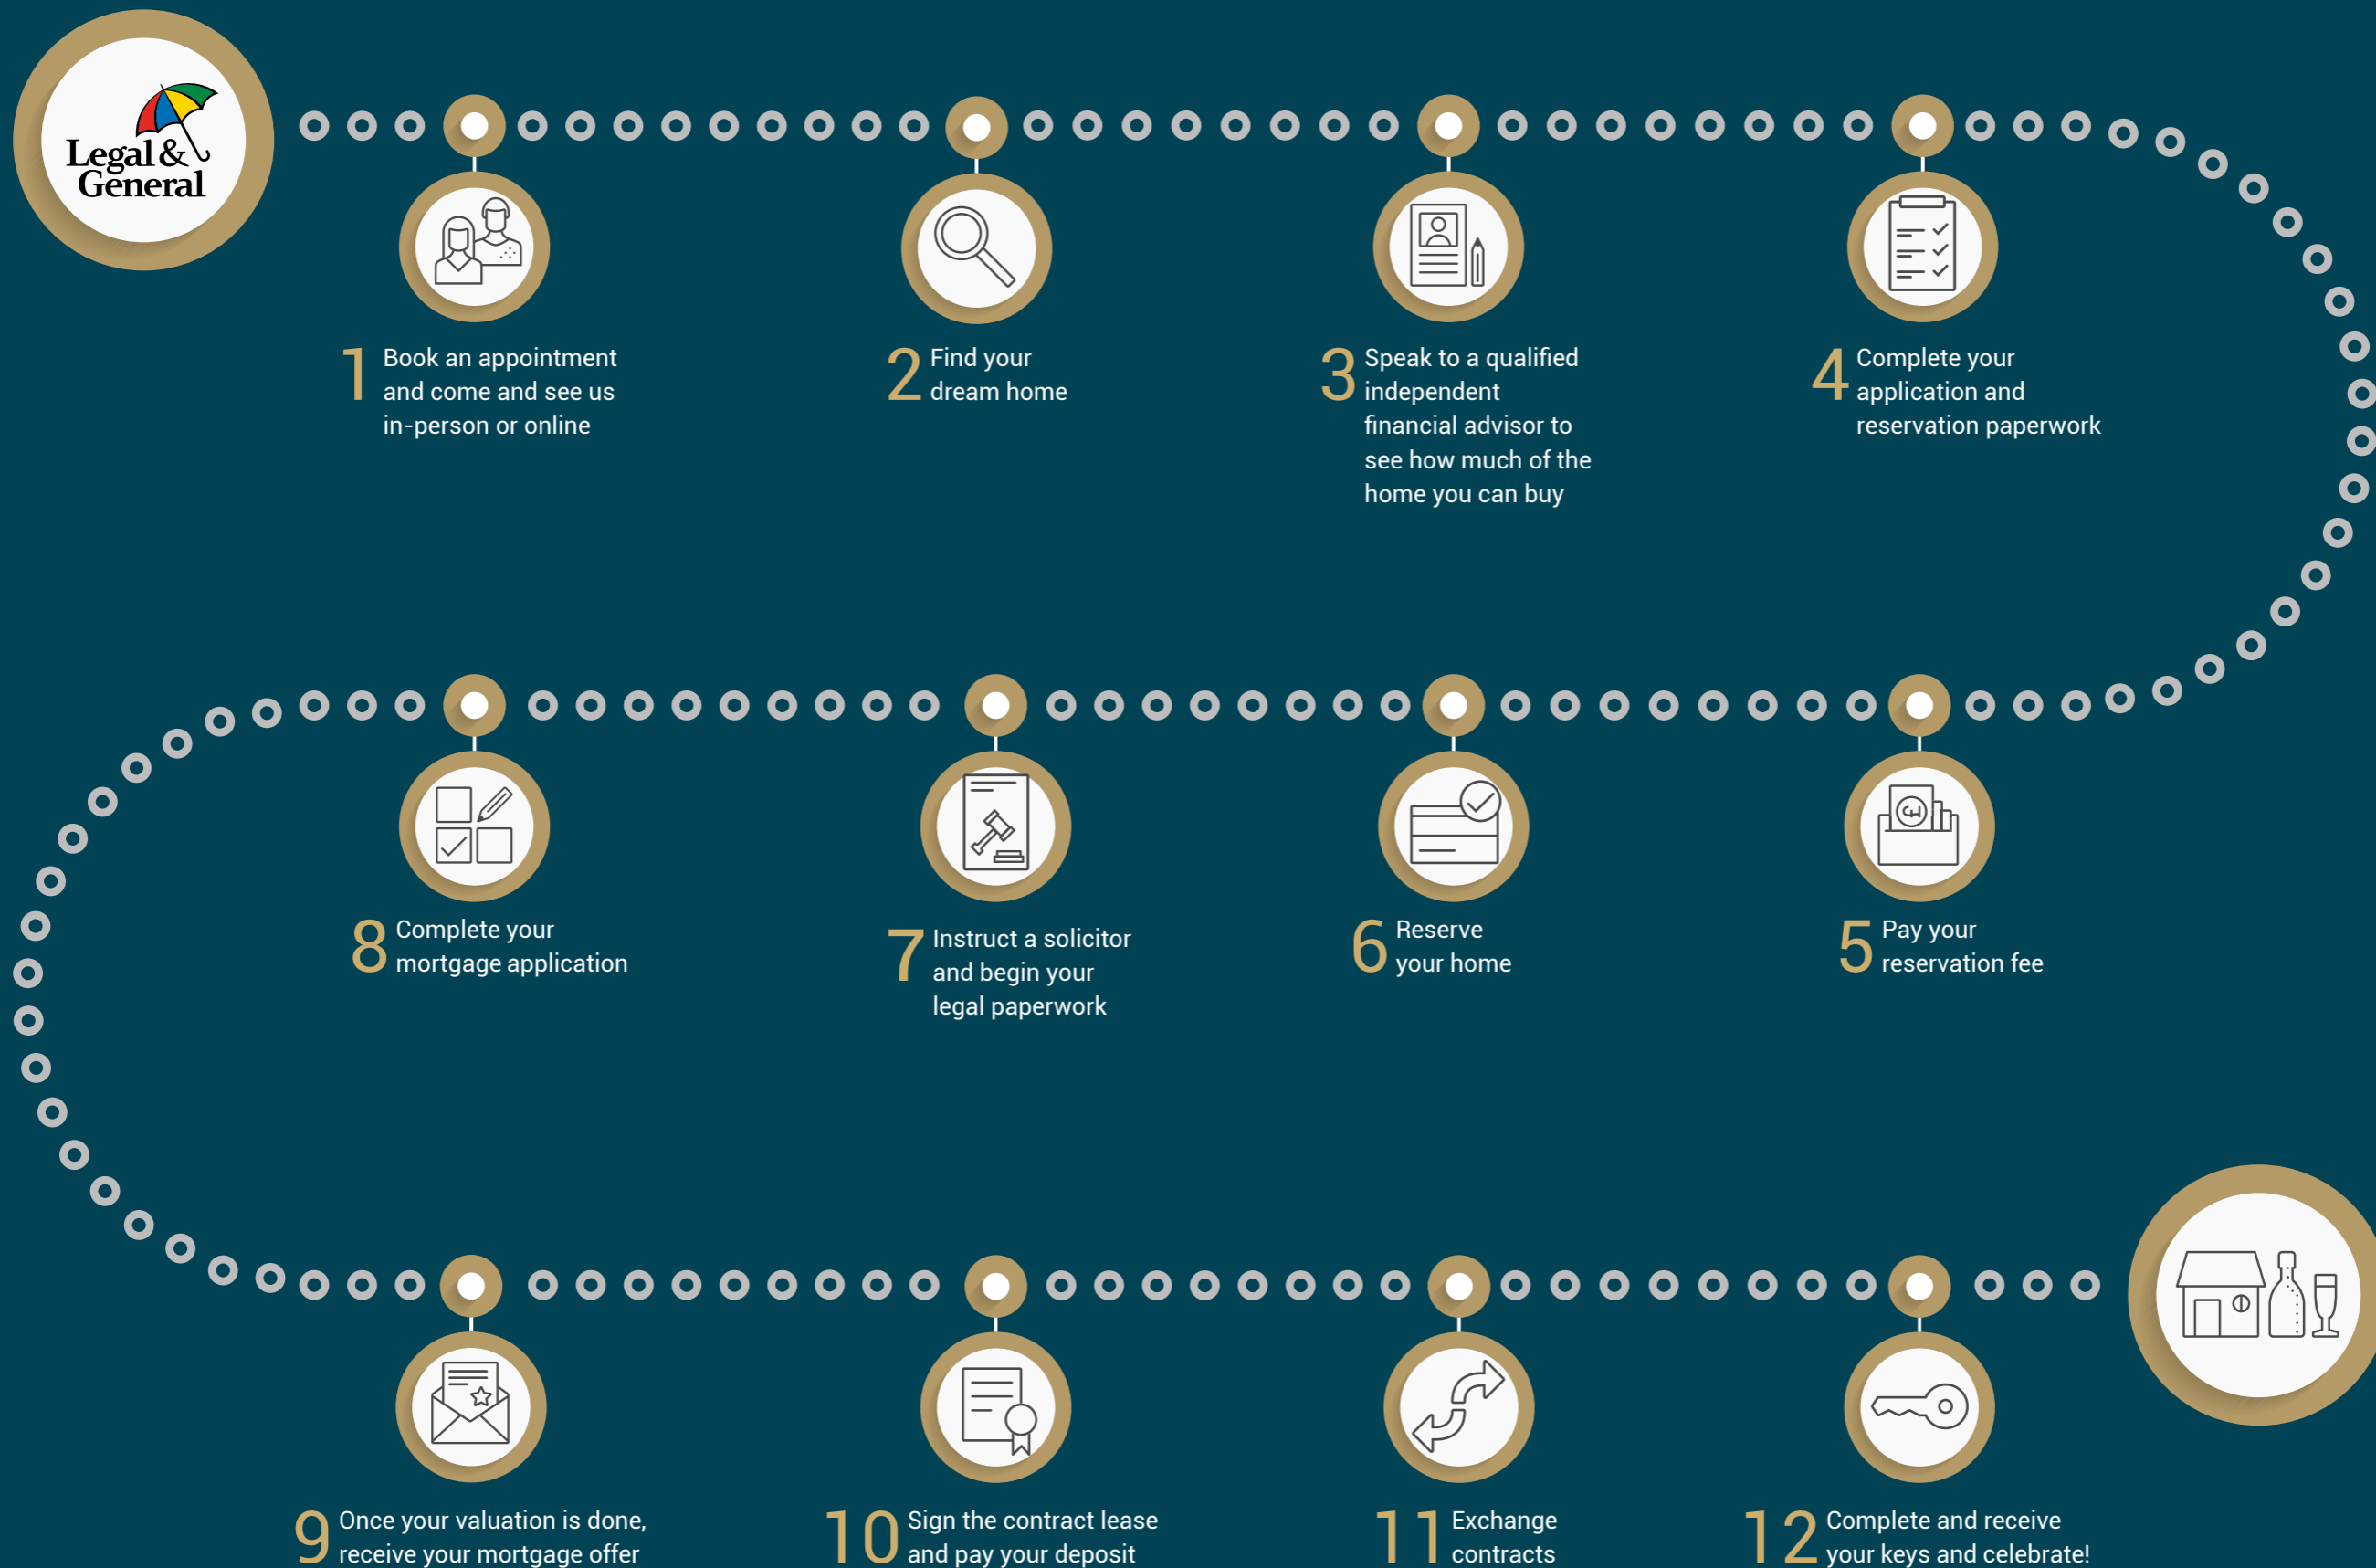 Legal &
General
1 Book an appointment
and come and see us
in-person or online
2 Find your
dream home
3 Speak to a qualified
independent
financial advisor to
see how much of the
home you can buy
4 Complete your
application and
reservation paperwork
5 Pay your
reservation fee
6 Reserve
your home
7 Instruct a solicitor
and begin your
legal paperwork
8 Complete your
mortgage application
9 Once your valuation is done,
receive your mortgage offer
10 Sign the contract lease
and pay your deposit
11 Exchange
contracts
12 Complete and receive
your keys and celebrate!